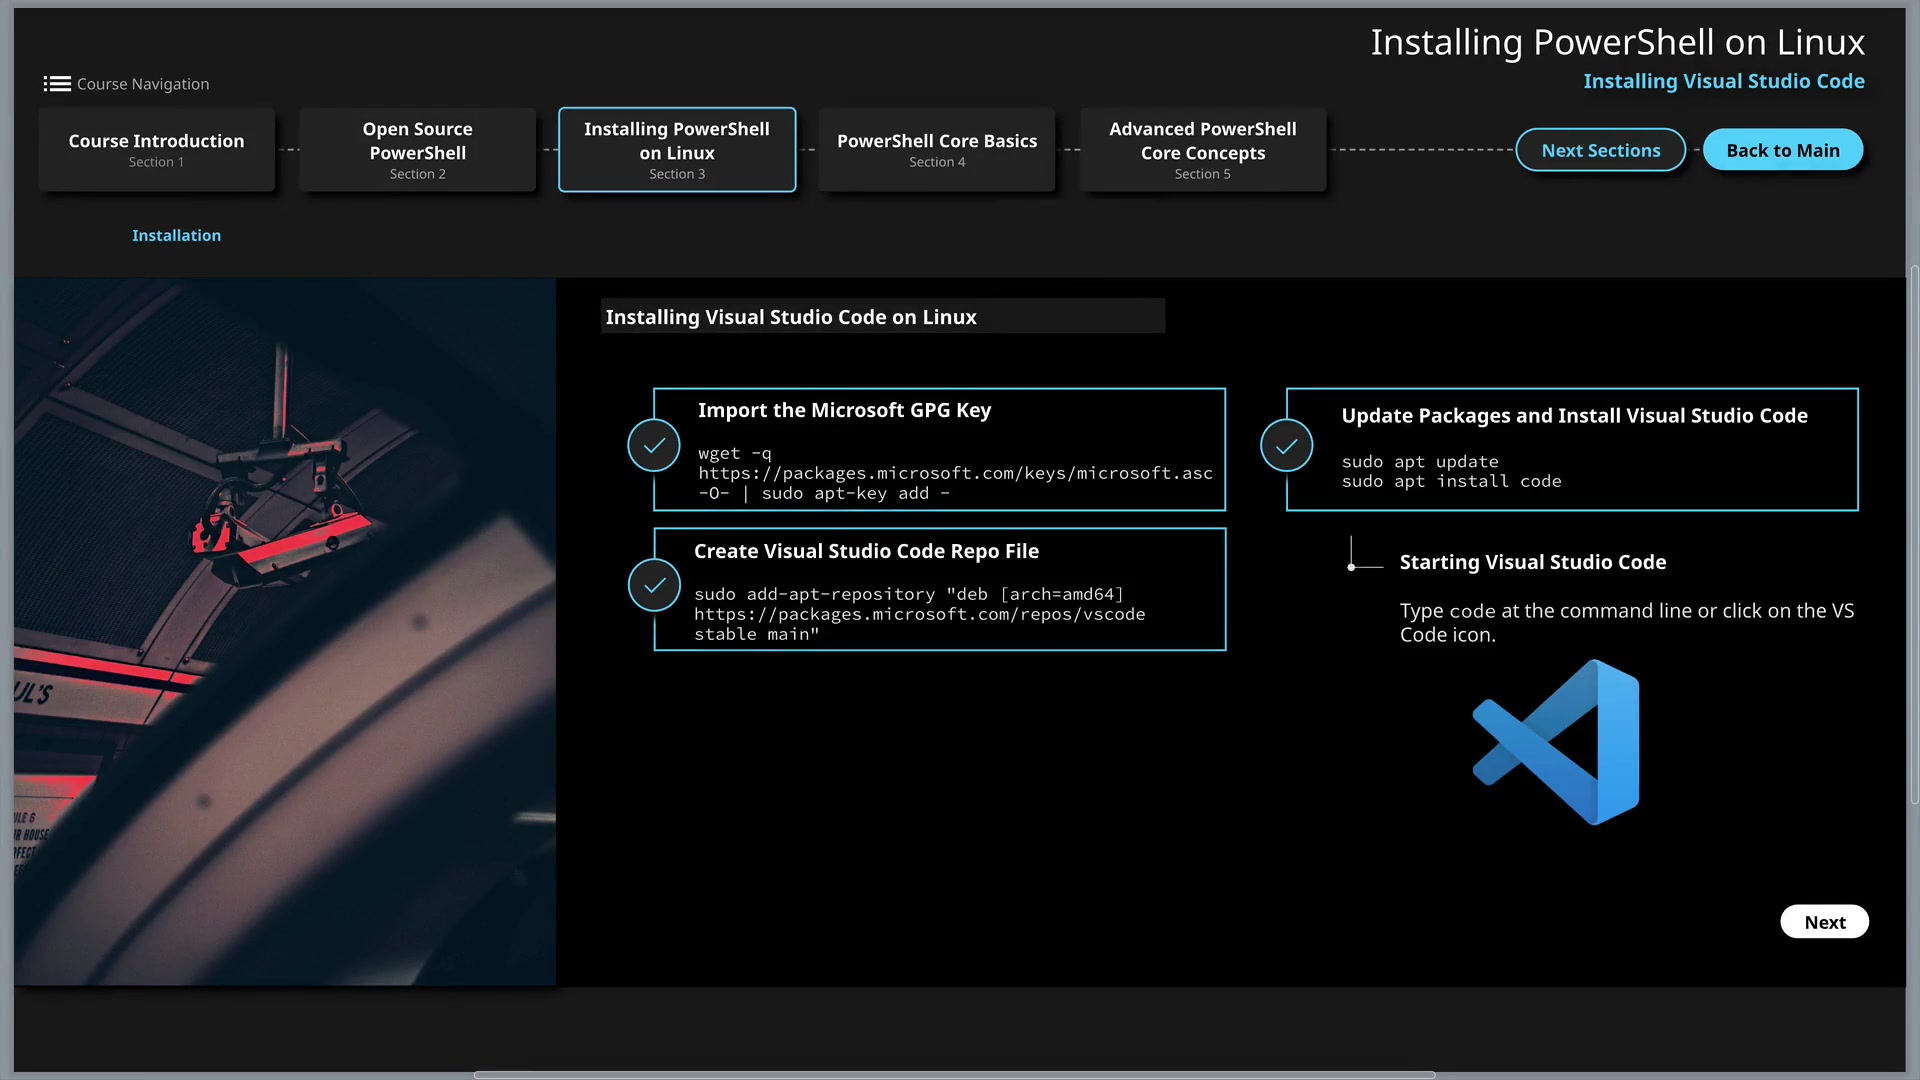 Installing PowerShell on Linux
Installing Visual Studio Code
Course Navigation
Course Introduction
Section 1
Open Source
PowerShell
Section 2
Installing PowerShell
on Linux
Section 3
PowerShell Core Basics
Section 4
Advanced PowerShell
Core Concepts
Section 5
Next Sections
Back to Main
Installation
Installing Visual Studio Code on Linux
Import the Microsoft GPG Key
wget -q
https://packages.microsoft.com/keys/microsoft.asc
-O- | sudo apt-key add -
Create Visual Studio Code Repo File
sudo add-apt-repository "deb [arch=amd64]
https://packages.microsoft.com/repos/vscode
stable main"
Update Packages and Install Visual Studio Code
sudo apt update
sudo apt install code
Starting Visual Studio Code
Type code at the command line or click on the VS
Code icon.
Next